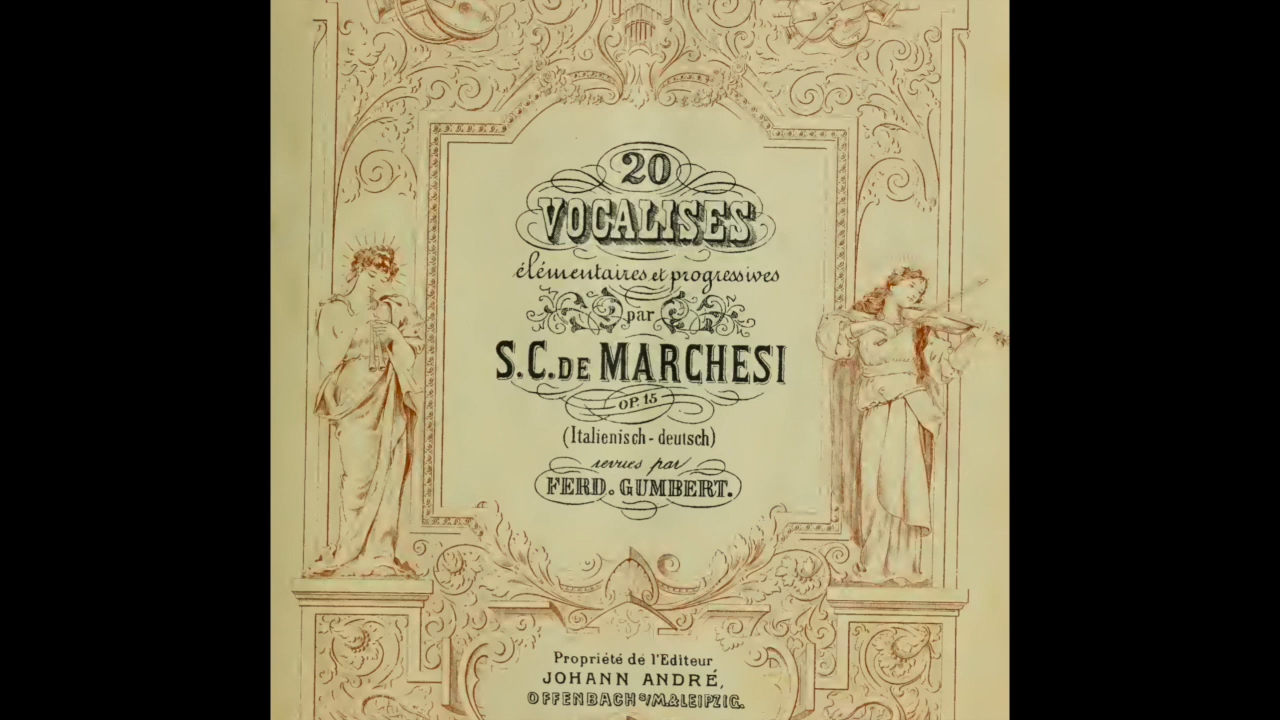 20
VOCALISES
élémentaires et progressives
par
S.C. DE MARCHESI
OP. 15
(Italienisch-deutsch)
revues par
FERD. GUMBERT.
Propriété de l'Editeur
JOHANN ANDRÉ,
OFFENBACH a/M. & LEIPZIG.